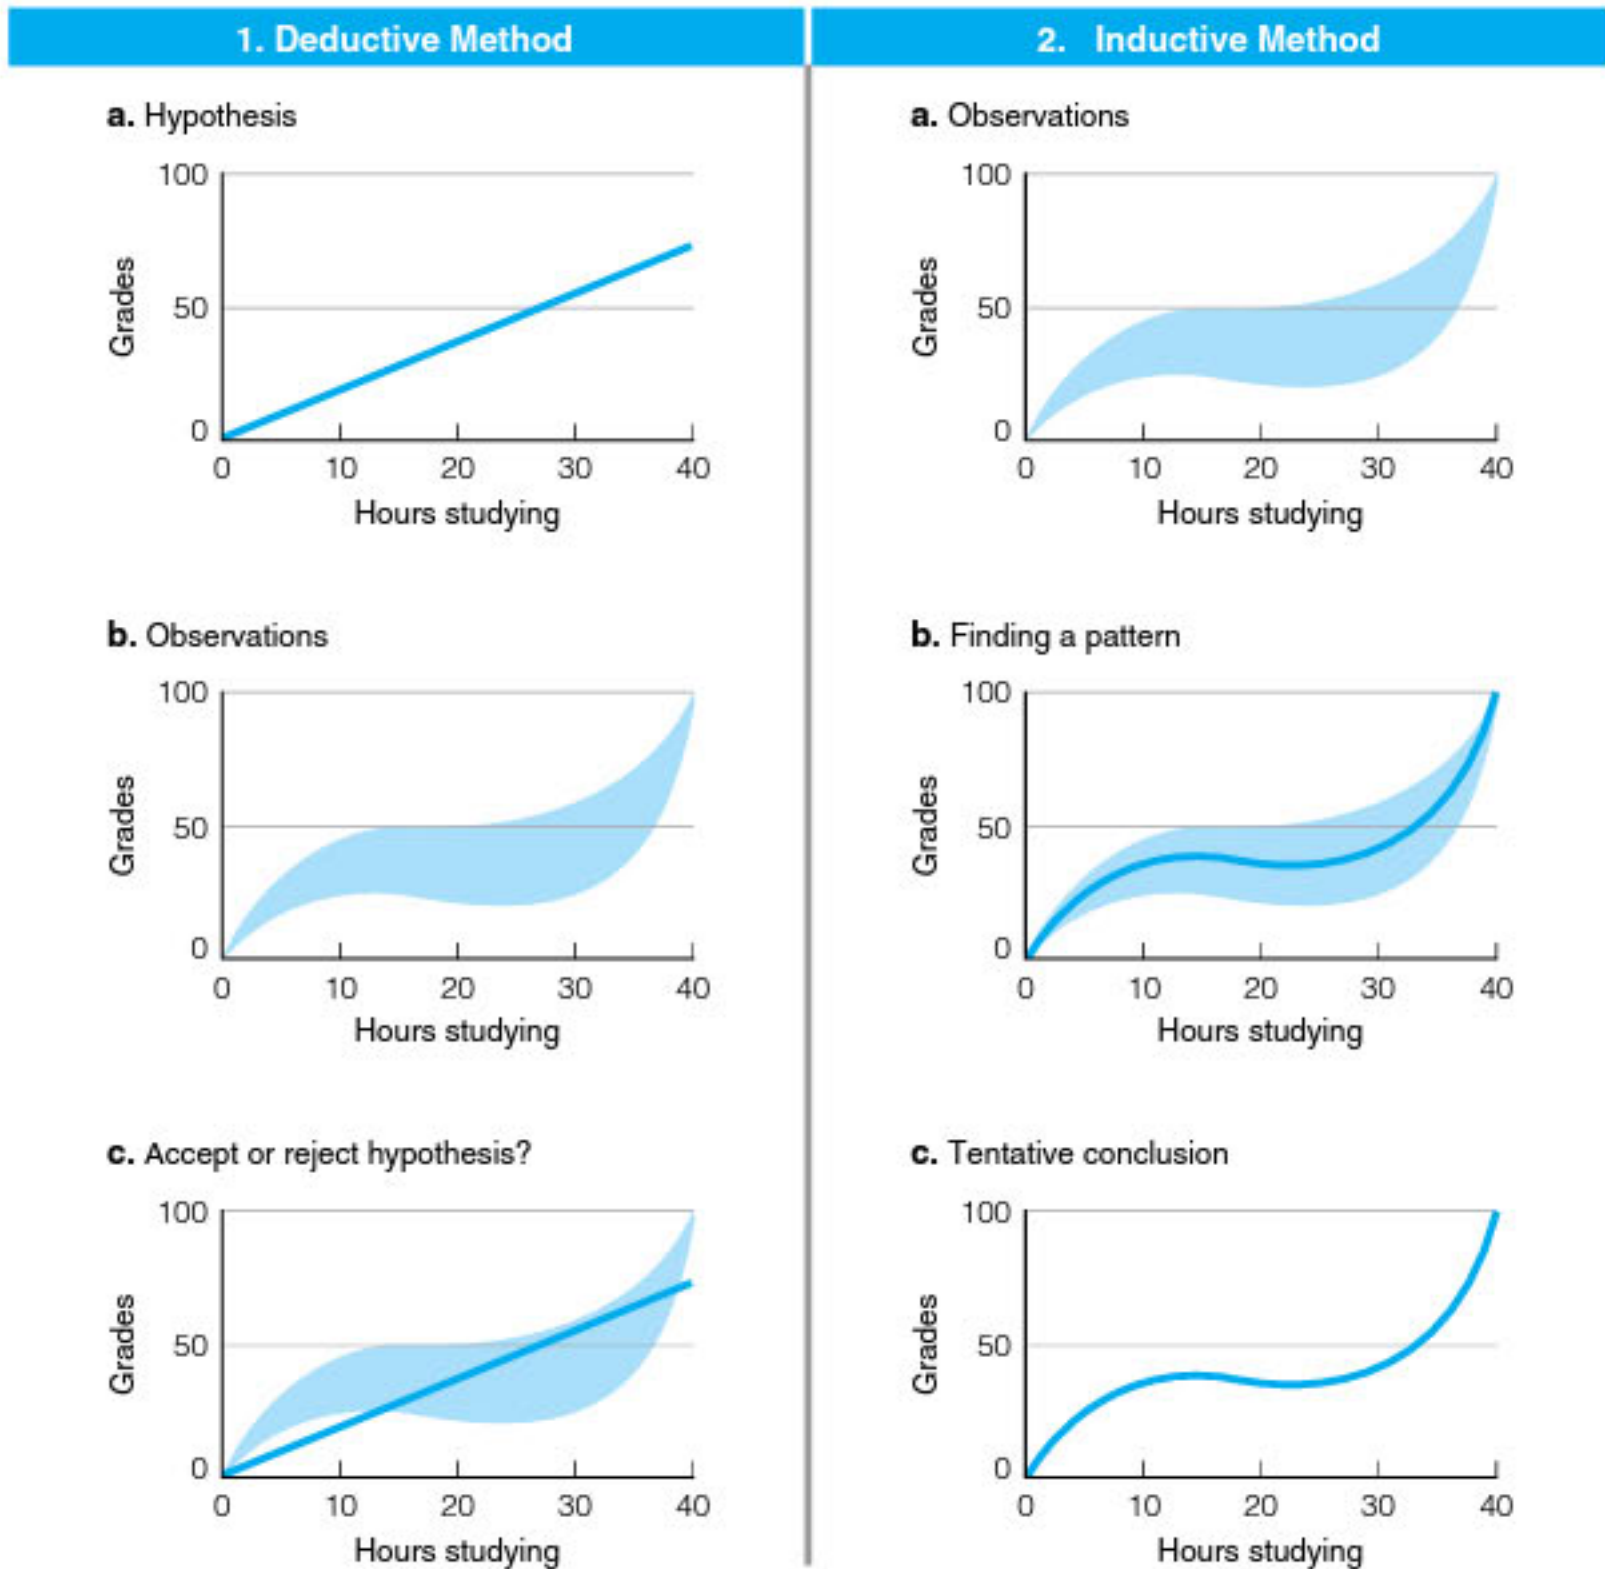 1. Deductive Method
a. Hypothesis
100
50
0
Grades
0 10 20 30 40
Hours studying
b. Observations
100
50
0
Grades
0 10 20 30 40
Hours studying
c. Accept or reject hypothesis?
100
50
0
Grades
0 10 20 30 40
Hours studying
2. Inductive Method
a. Observations
100
50
0
Grades
0 10 20 30 40
Hours studying
b. Finding a pattern
100
50
0
Grades
0 10 20 30 40
Hours studying
c. Tentative conclusion
100
50
0
Grades
0 10 20 30 40
Hours studying